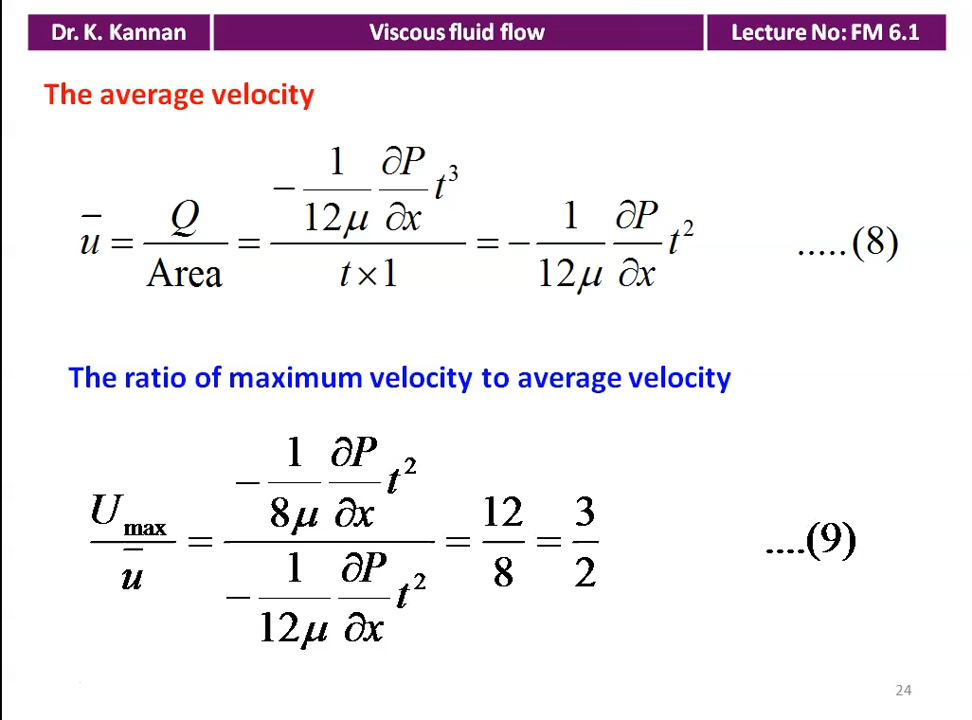 Dr. K. Kannan
Viscous fluid flow
Lecture No: FM 6.1
The average velocity
u̅ = Q / Area = (− 1/12μ ∂P/∂x t³) / (t × 1) = − 1/12μ ∂P/∂x t² .....(8)
The ratio of maximum velocity to average velocity
U_max / u̅ = (− 1/8μ ∂P/∂x t²) / (− 1/12μ ∂P/∂x t²) = 12/8 = 3/2 ....(9)
24